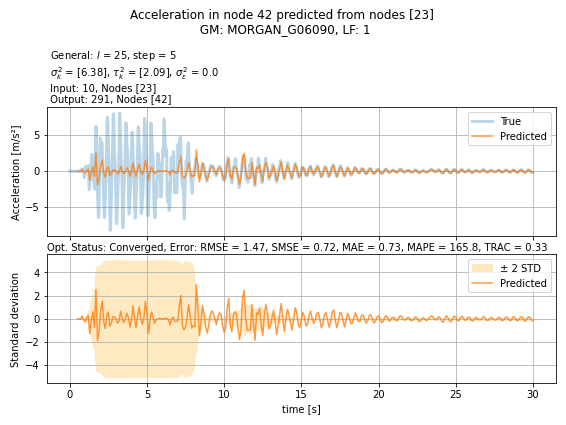 Acceleration in node 42 predicted from nodes [23]
GM: MORGAN_G06090, LF: 1
General: l = 25, step = 5
σ²ₖ = [6.38], τ²ₖ = [2.09], σ²ε = 0.0
Input: 10, Nodes [23]
Output: 291, Nodes [42]
Acceleration [m/s²]
5
0
−5
True
Predicted
Opt. Status: Converged, Error: RMSE = 1.47, SMSE = 0.72, MAE = 0.73, MAPE = 165.8, TRAC = 0.33
Standard deviation
4
2
0
−2
−4
± 2 STD
Predicted
0 5 10 15 20 25 30
time [s]